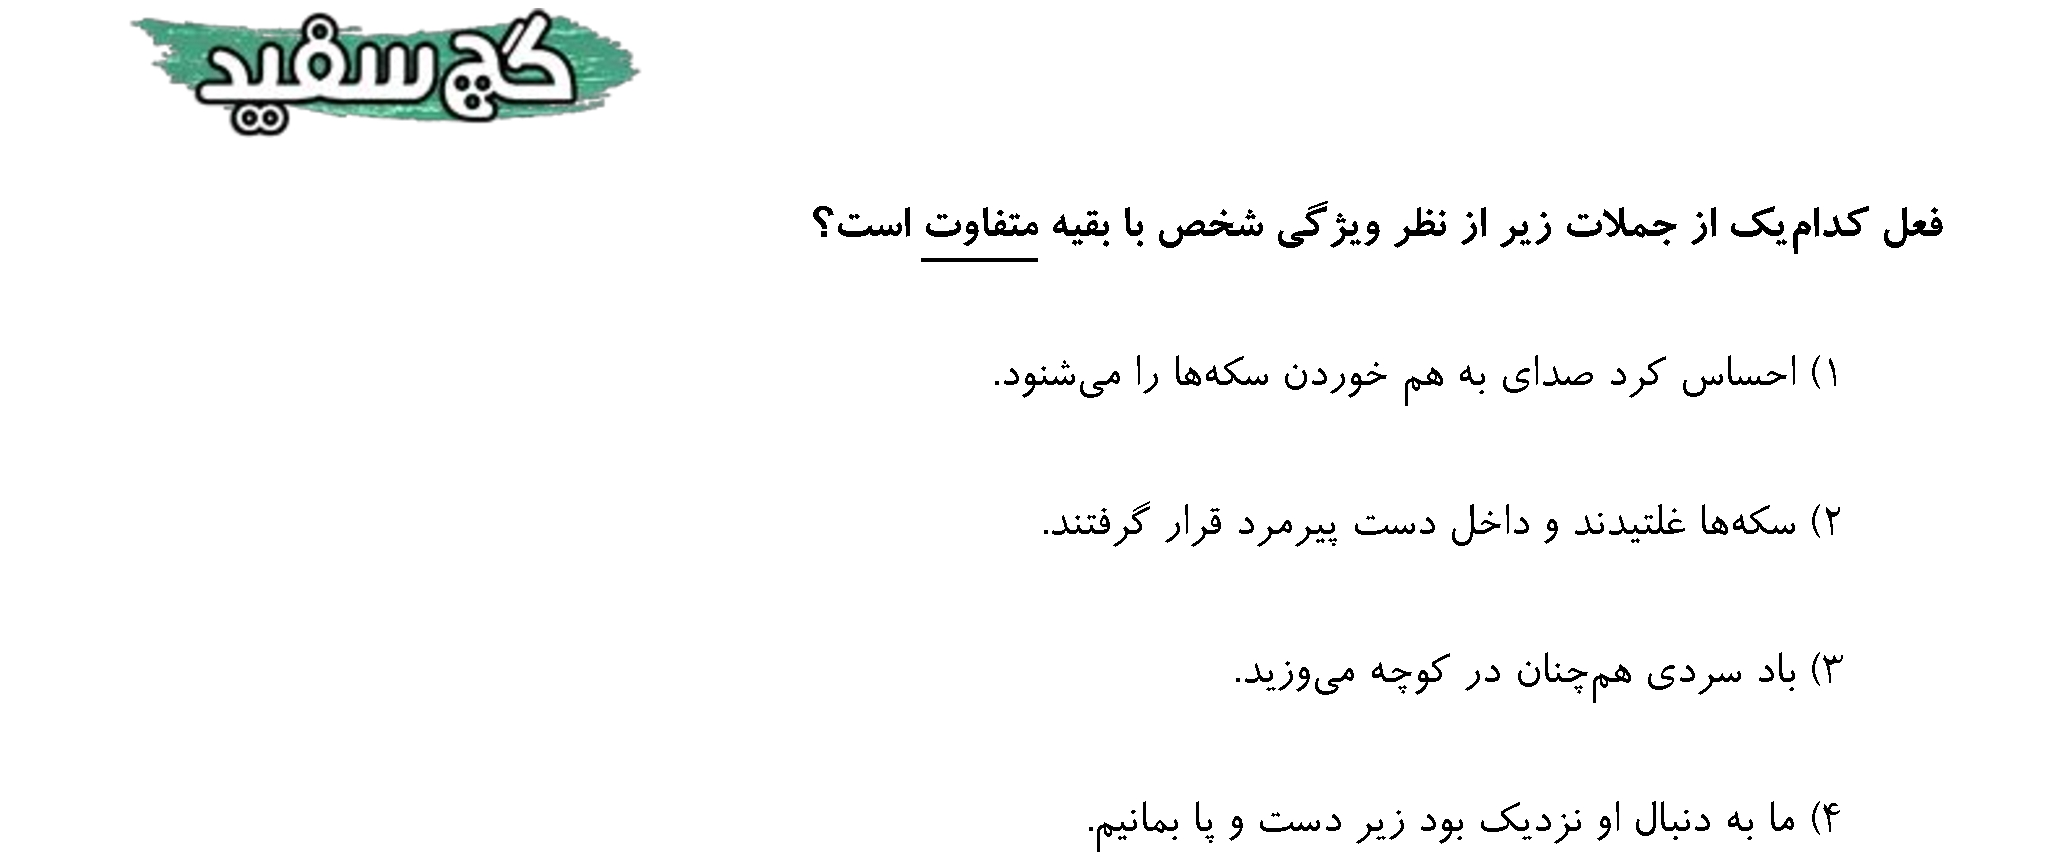 گچ سفید
فعل کدام‌یک از جملات زیر از نظر ویژگی شخص با بقیه متفاوت است؟
۱) احساس کرد صدای به هم خوردن سکه‌ها را می‌شنود.
۲) سکه‌ها غلتیدند و داخل دست پیرمرد قرار گرفتند.
۳) باد سردی هم‌چنان در کوچه می‌وزید.
۴) ما به دنبال او نزدیک بود زیر دست و پا بمانیم.